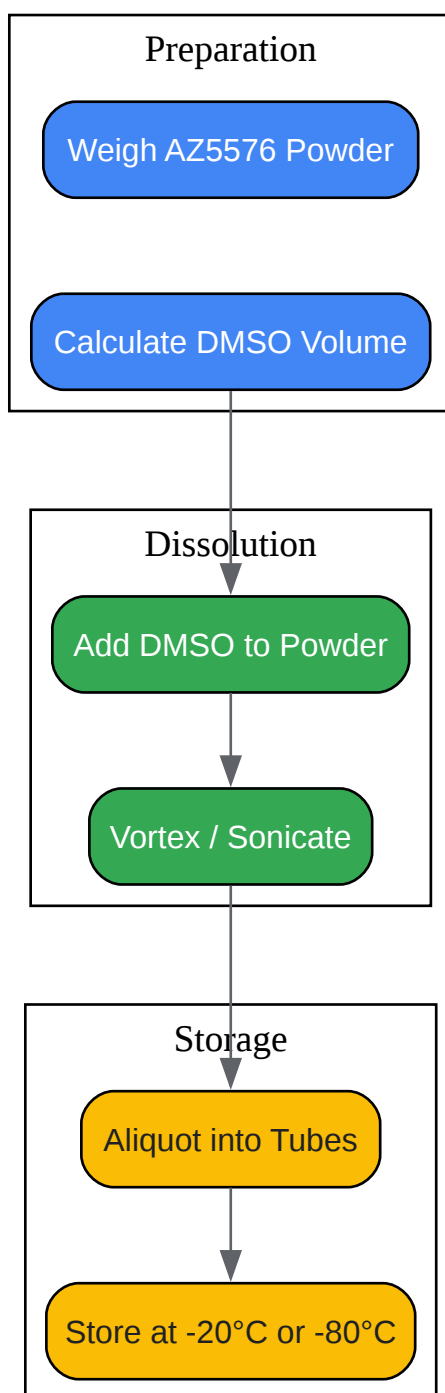 Preparation
Weigh AZ5576 Powder
Calculate DMSO Volume
Dissolution
Add DMSO to Powder
Vortex / Sonicate
Storage
Aliquot into Tubes
Store at -20°C or -80°C